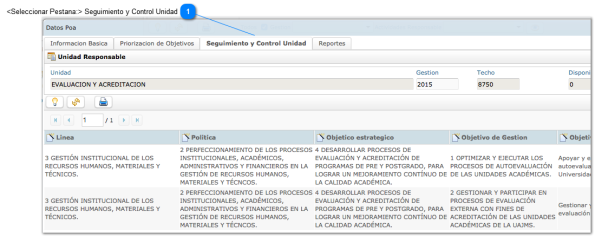 <Seleccionar Pestana:> Seguimiento y Control Unidad 1
Datos Poa
Informacion Basica Priorizacion de Objetivos Seguimiento y Control Unidad Reportes
Unidad Responsable
Unidad Gestion Techo Disponi
EVALUACION Y ACREDITACION 2015 8750 0
1 / 1
Linea Politica Objetico estrategico Objetivo de Gestion Objeti
3 GESTIÓN INSTITUCIONAL DE LOS
RECURSOS HUMANOS, MATERIALES Y
TÉCNICOS.
2 PERFECCIONAMIENTO DE LOS PROCESOS
INSTITUCIONALES, ACADÉMICOS,
ADMINISTRATIVOS Y FINANCIEROS EN LA
GESTIÓN DE RECURSOS HUMANOS,
MATERIALES Y TÉCNICOS.
4 DESARROLLAR PROCESOS DE
EVALUACIÓN Y ACREDITACIÓN DE
PROGRAMAS DE PRE Y POSTGRADO, PARA
LOGRAR UN MEJORAMIENTO CONTÍNUO DE
LA CALIDAD ACADÉMICA.
1 OPTIMIZAR Y EJECUTAR LOS
PROCESOS DE AUTOEVALUACIÓN
DE LAS UNIDADES ACADÉMICAS.
Apoyar y e
autoevalua
Universida
3 GESTIÓN INSTITUCIONAL DE LOS
RECURSOS HUMANOS, MATERIALES Y
TÉCNICOS.
2 PERFECCIONAMIENTO DE LOS PROCESOS
INSTITUCIONALES, ACADÉMICOS,
ADMINISTRATIVOS Y FINANCIEROS EN LA
GESTIÓN DE RECURSOS HUMANOS,
MATERIALES Y TÉCNICOS.
4 DESARROLLAR PROCESOS DE
EVALUACIÓN Y ACREDITACIÓN DE
PROGRAMAS DE PRE Y POSTGRADO, PARA
LOGRAR UN MEJORAMIENTO CONTÍNUO DE
LA CALIDAD ACADÉMICA.
2 GESTIONAR Y PARTICIPAR EN
PROCESOS DE EVALUACIÓN
EXTERNA CON FINES DE
ACREDITACIÓN DE LAS UNIDADES
ACADÉMICAS DE LA UAJMS.
Gestionar y
evaluación